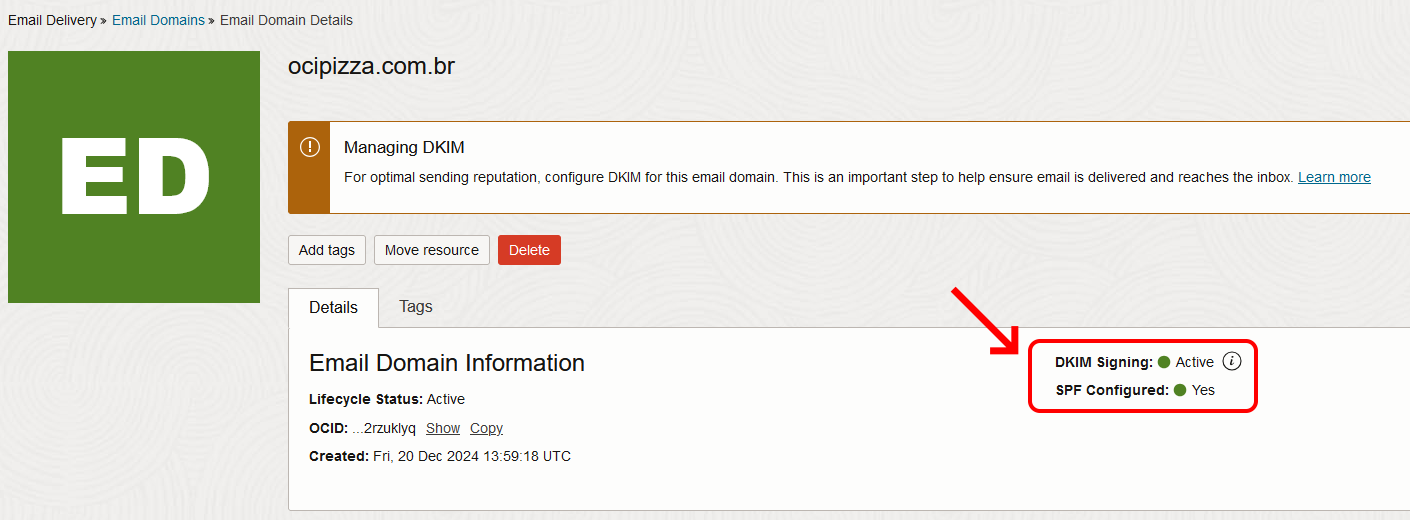 Email Delivery » Email Domains » Email Domain Details
ED
ocipizza.com.br
Managing DKIM
For optimal sending reputation, configure DKIM for this email domain. This is an important step to help ensure email is delivered and reaches the inbox. Learn more
Add tags Move resource Delete
Details Tags
Email Domain Information
Lifecycle Status: Active
OCID: ...2rzuklyq Show Copy
Created: Fri, 20 Dec 2024 13:59:18 UTC
DKIM Signing: Active
SPF Configured: Yes